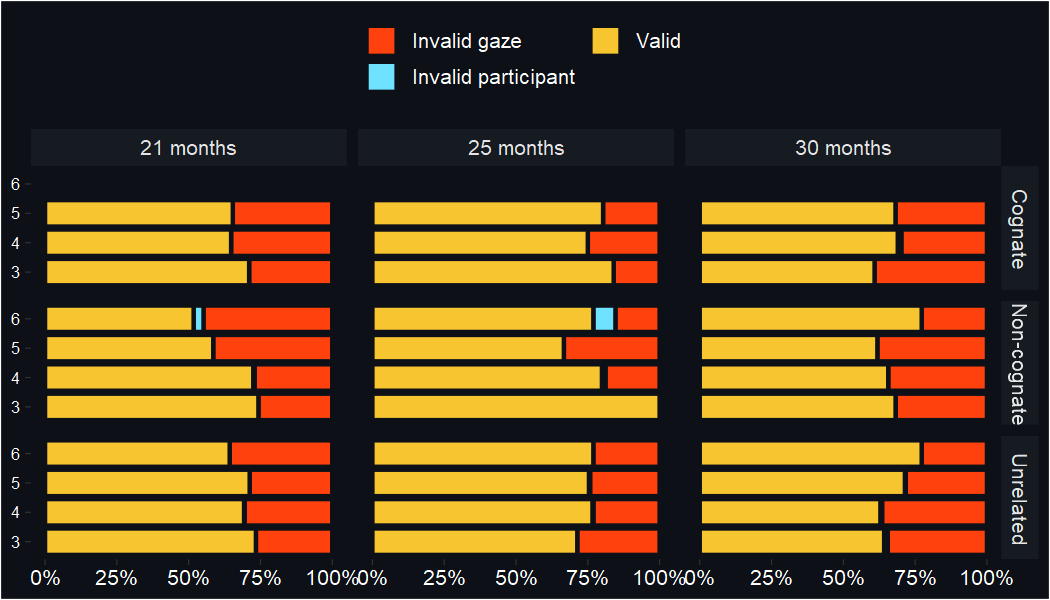 Invalid gaze
Valid
Invalid participant
21 months
25 months
30 months
6
5
4
3
Cognate
6
5
4
3
Non-cognate
6
5
4
3
Unrelated
0% 25% 50% 75% 100%
0% 25% 50% 75% 100%
0% 25% 50% 75% 100%